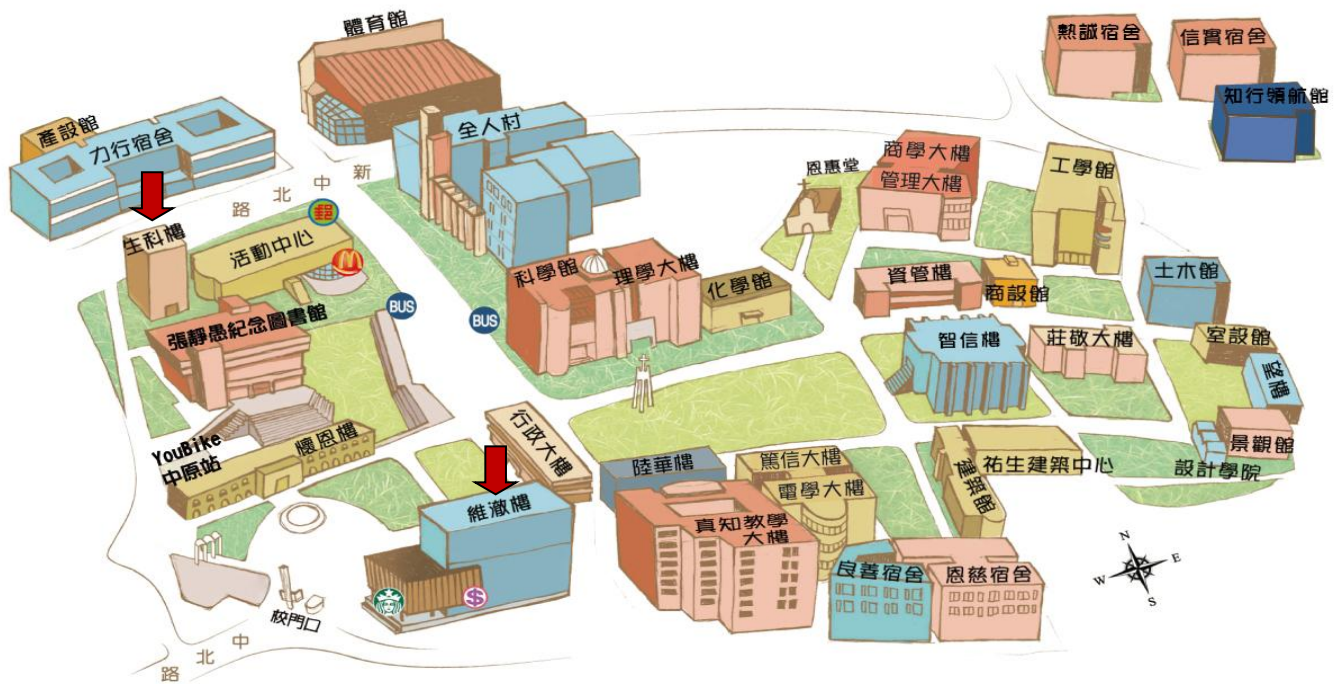 體育館
熱誠宿舍
信實宿舍
知行領航館
產設館
力行宿舍
全人村
新中北路
商學大樓
管理大樓
恩惠堂
工學館
生科樓
郵
活動中心
科學館
理學大樓
化學館
資管樓
商設館
土木館
BUS
BUS
張靜愚紀念圖書館
智信樓
莊敬大樓
室設館
望樓
景觀館
設計學院
YouBike
中原站
懷恩樓
行政大樓
陸華樓
篤信大樓
電學大樓
建築館
祐生建築中心
維澈樓
真知教學
大樓
良善宿舍
恩慈宿舍
N
W
E
S
$
校門口
中北路